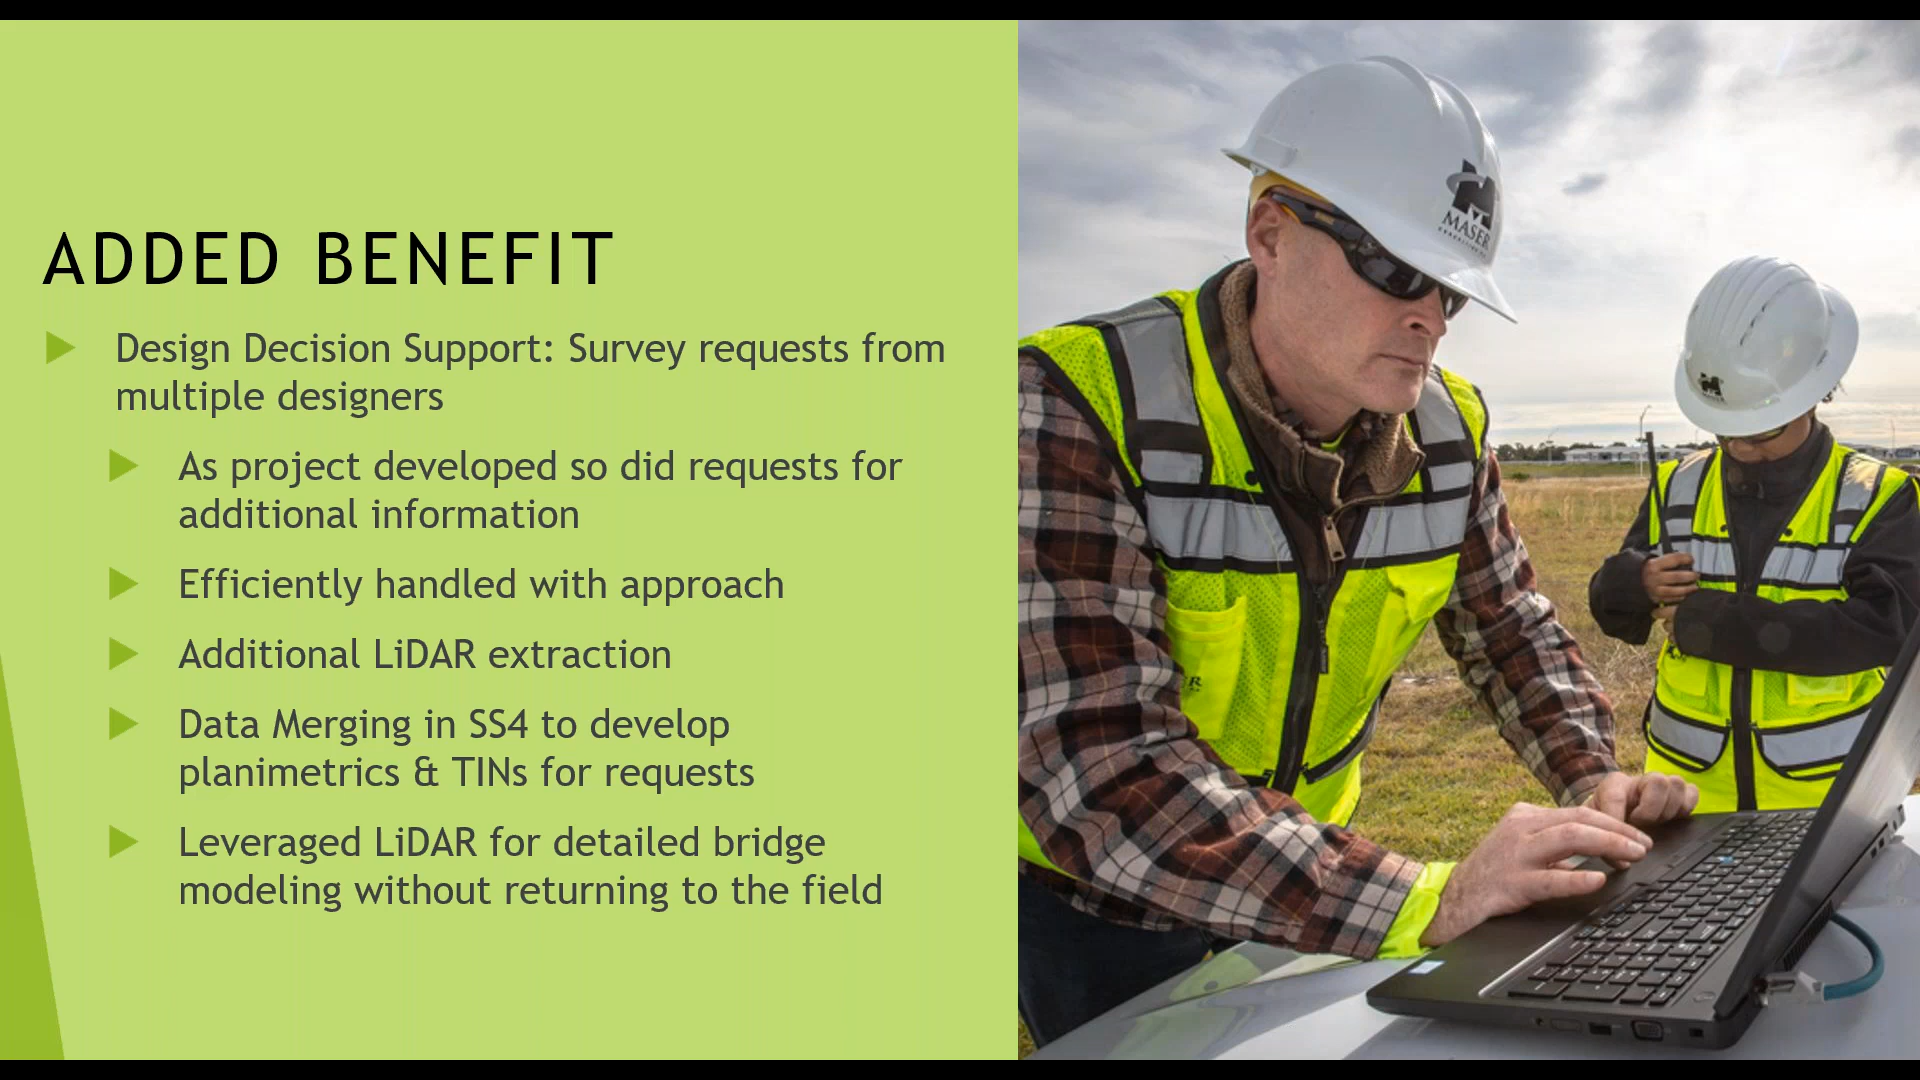 ADDED BENEFIT
Design Decision Support: Survey requests from
multiple designers
As project developed so did requests for
additional information
Efficiently handled with approach
Additional LiDAR extraction
Data Merging in SS4 to develop
planimetrics & TINs for requests
Leveraged LiDAR for detailed bridge
modeling without returning to the field
MASER